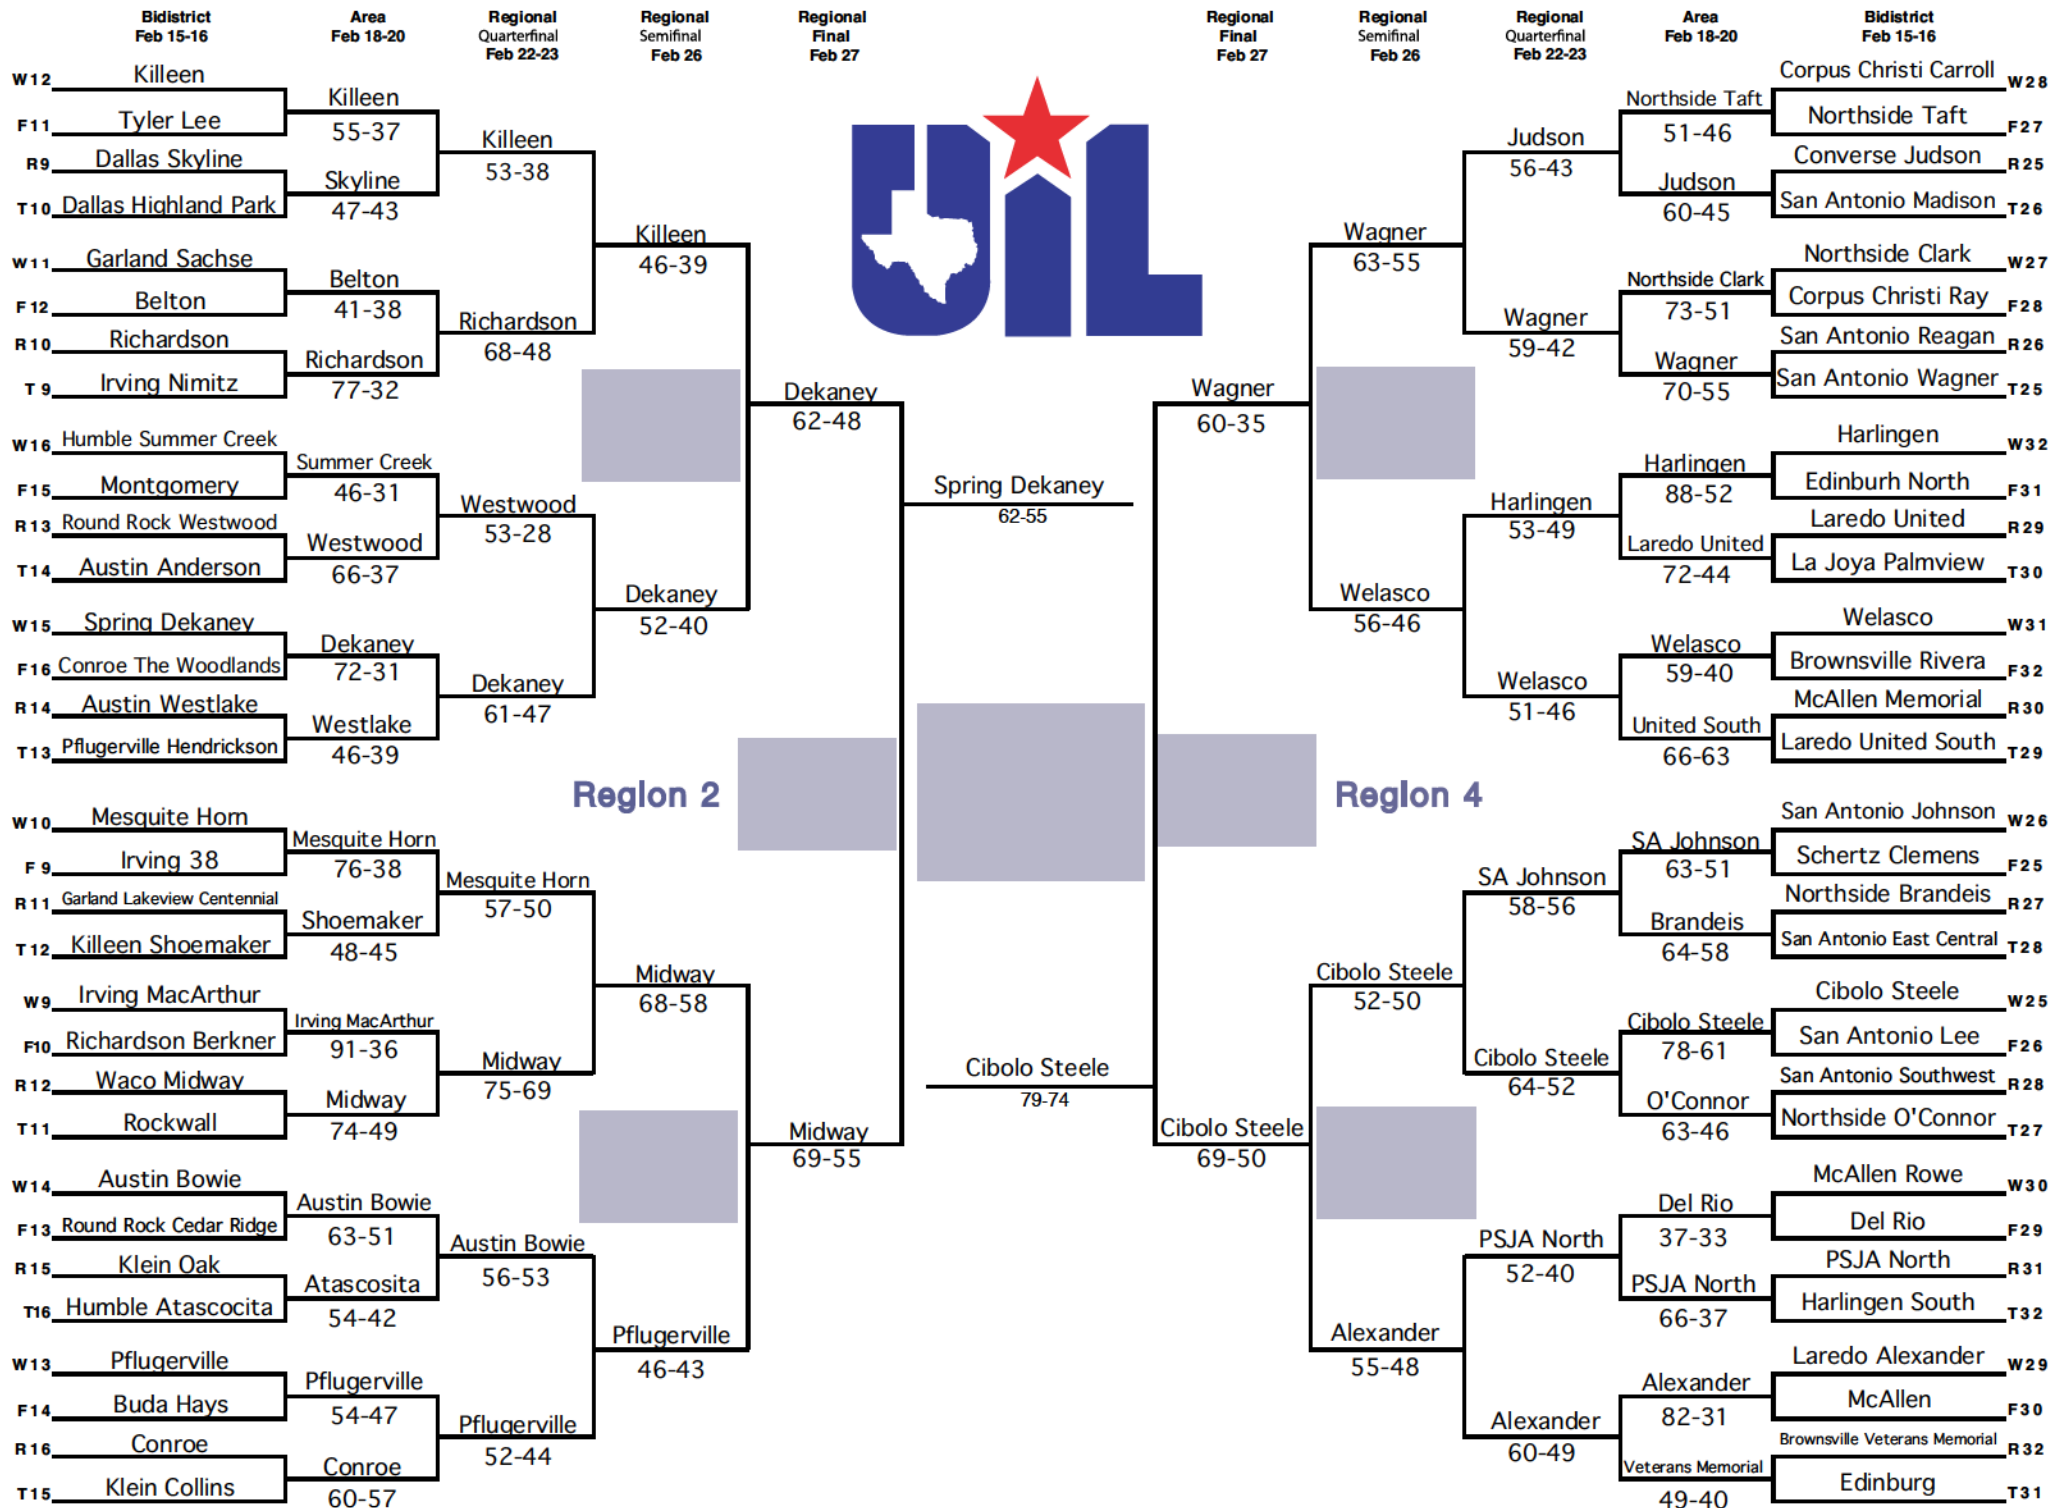 Bidistrict
Feb 15-16
Area
Feb 18-20
Regional
Quarterfinal
Feb 22-23
Regional
Semifinal
Feb 26
Regional
Final
Feb 27
Regional
Final
Feb 27
Regional
Semifinal
Feb 26
Regional
Quarterfinal
Feb 22-23
Area
Feb 18-20
Bidistrict
Feb 15-16
W12 Killeen
F11 Tyler Lee
R9 Dallas Skyline
T10 Dallas Highland Park
W11 Garland Sachse
F12 Belton
R10 Richardson
T9 Irving Nimitz
W16 Humble Summer Creek
F15 Montgomery
R13 Round Rock Westwood
T14 Austin Anderson
W15 Spring Dekaney
F16 Conroe The Woodlands
R14 Austin Westlake
T13 Pflugerville Hendrickson
W10 Mesquite Horn
F9 Irving 38
R11 Garland Lakeview Centennial
T12 Killeen Shoemaker
W9 Irving MacArthur
F10 Richardson Berkner
R12 Waco Midway
T11 Rockwall
W14 Austin Bowie
F13 Round Rock Cedar Ridge
R15 Klein Oak
T16 Humble Atascocita
W13 Pflugerville
F14 Buda Hays
R16 Conroe
T15 Klein Collins
Killeen
55-37
Skyline
47-43
Belton
41-38
Richardson
77-32
Summer Creek
46-31
Westwood
66-37
Dekaney
72-31
Westlake
46-39
Mesquite Horn
76-38
Shoemaker
48-45
Irving MacArthur
91-36
Midway
74-49
Austin Bowie
63-51
Atascosita
54-42
Pflugerville
54-47
Conroe
60-57
Killeen
53-38
Richardson
68-48
Westwood
53-28
Dekaney
61-47
Mesquite Horn
57-50
Midway
75-69
Austin Bowie
56-53
Pflugerville
52-44
Killeen
46-39
Dekaney
52-40
Midway
68-58
Pflugerville
46-43
Dekaney
62-48
Midway
69-55
Region 2
UIL
Spring Dekaney
62-55
Cibolo Steele
79-74
Region 4
Wagner
60-35
Cibolo Steele
69-50
Wagner
63-55
Welasco
56-46
Cibolo Steele
52-50
Alexander
55-48
Judson
56-43
Wagner
59-42
Harlingen
53-49
Welasco
51-46
SA Johnson
58-56
Cibolo Steele
64-52
PSJA North
52-40
Alexander
60-49
Northside Taft
51-46
Judson
60-45
Northside Clark
73-51
Wagner
70-55
Harlingen
88-52
Laredo United
72-44
Welasco
59-40
United South
66-63
SA Johnson
63-51
Brandeis
64-58
Cibolo Steele
78-61
O'Connor
63-46
Del Rio
37-33
PSJA North
66-37
Alexander
82-31
Veterans Memorial
49-40
Corpus Christi Carroll W28
Northside Taft F27
Converse Judson R25
San Antonio Madison T26
Northside Clark W27
Corpus Christi Ray F28
San Antonio Reagan R26
San Antonio Wagner T25
Harlingen W32
Edinburh North F31
Laredo United R29
La Joya Palmview T30
Welasco W31
Brownsville Rivera F32
McAllen Memorial R30
Laredo United South T29
San Antonio Johnson W26
Schertz Clemens F25
Northside Brandeis R27
San Antonio East Central T28
Cibolo Steele W25
San Antonio Lee F26
San Antonio Southwest R28
Northside O'Connor T27
McAllen Rowe W30
Del Rio F29
PSJA North R31
Harlingen South T32
Laredo Alexander W29
McAllen F30
Brownsville Veterans Memorial R32
Edinburg T31